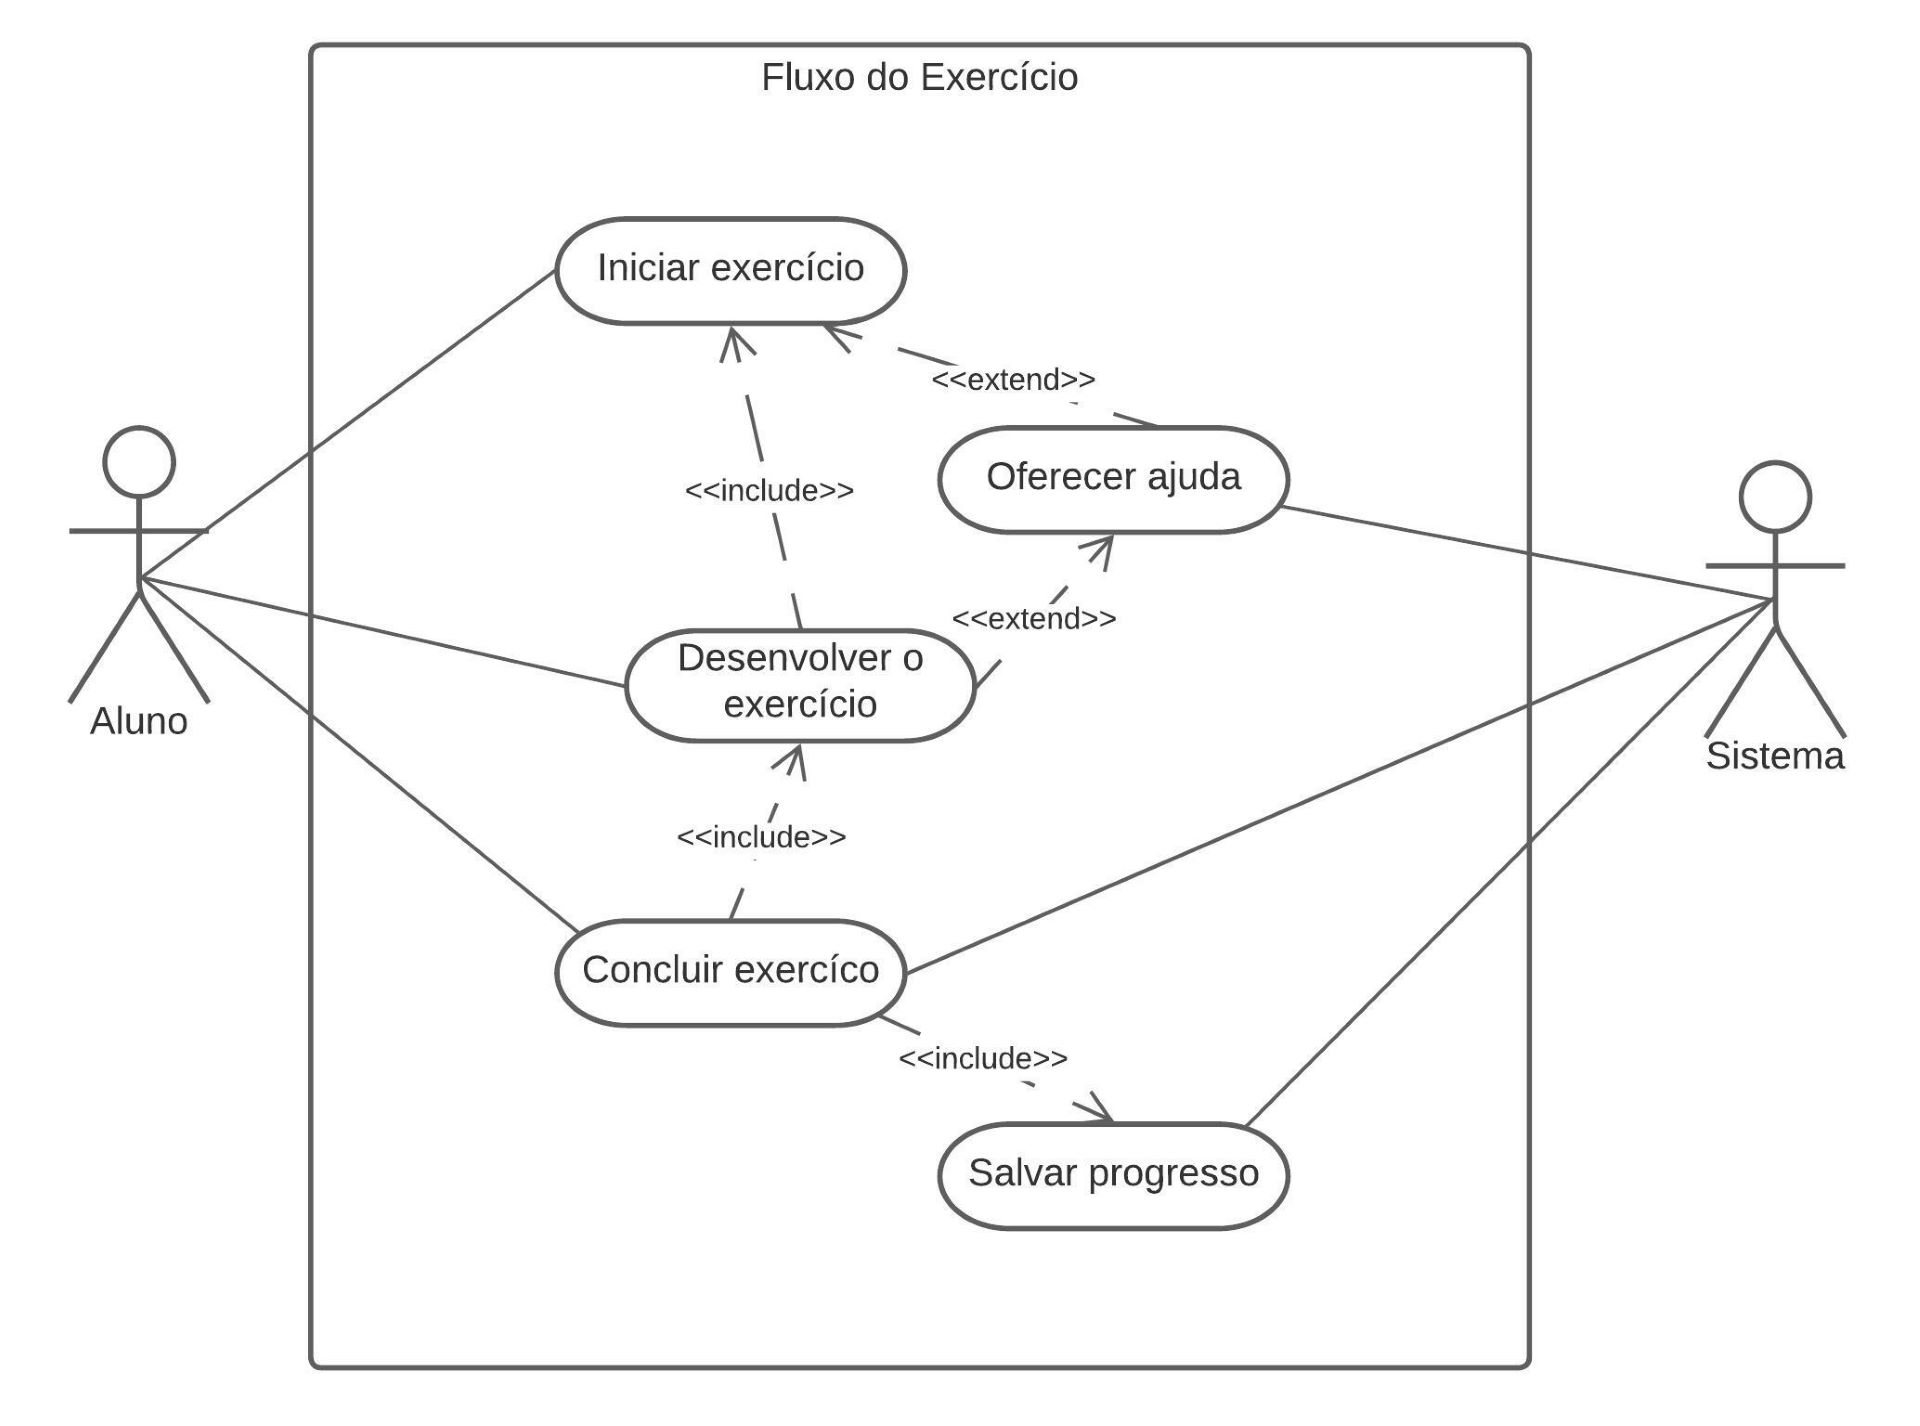 Fluxo do Exercício
Iniciar exercício
<<extend>>
Oferecer ajuda
<<include>>
<<extend>>
Desenvolver o
exercício
Aluno
Sistema
<<include>>
Concluir exercíco
<<include>>
Salvar progresso